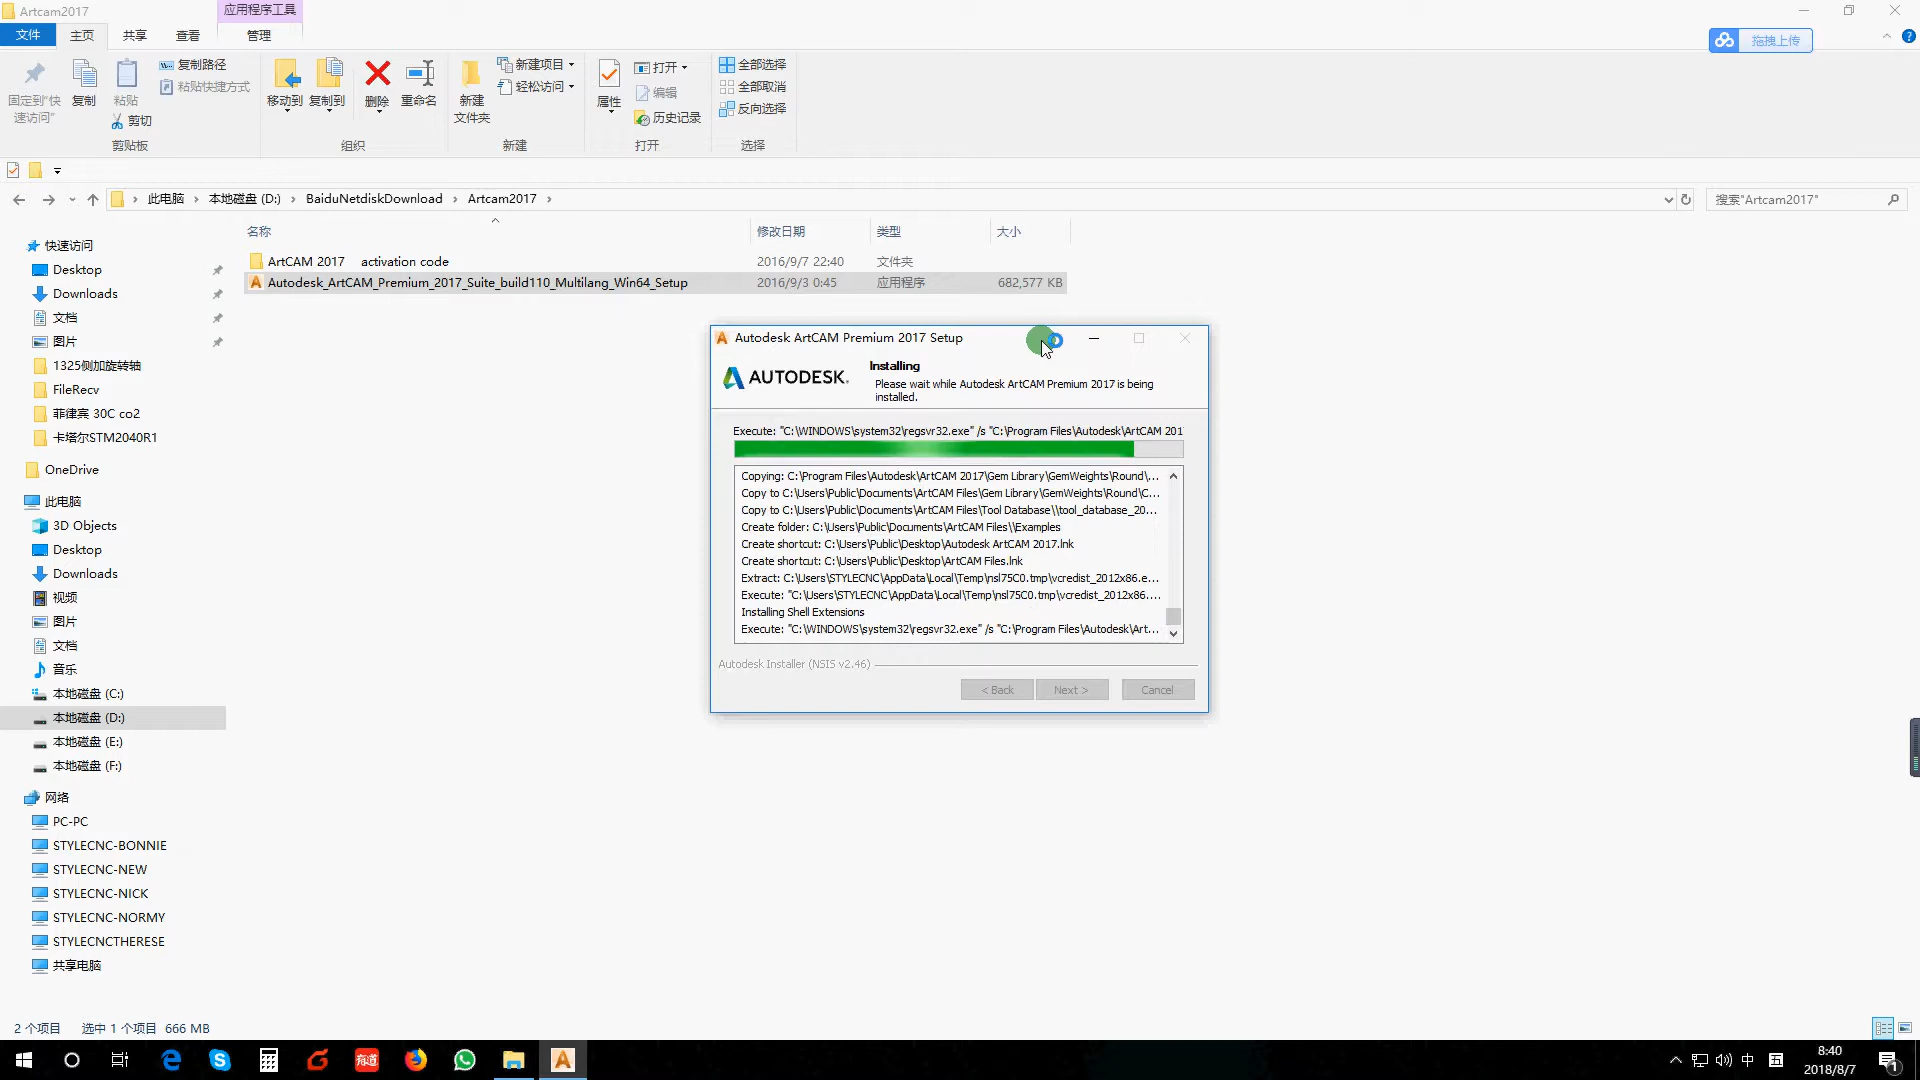 Artcam2017
应用程序工具
文件
主页
共享
查看
管理
拖拽上传
固定到"快速访问"
复制
粘贴
复制路径
粘贴快捷方式
剪切
剪贴板
移动到
复制到
删除
重命名
组织
新建
文件夹
新建项目
轻松访问
新建
属性
打开
编辑
历史记录
打开
全部选择
全部取消
反向选择
选择
此电脑 › 本地磁盘 (D:) › BaiduNetdiskDownload › Artcam2017 ›
搜索"Artcam2017"
名称 修改日期 类型 大小
ArtCAM 2017 activation code 2016/9/7 22:40 文件夹
Autodesk_ArtCAM_Premium_2017_Suite_build110_Multilang_Win64_Setup 2016/9/3 0:45 应用程序 682,577 KB
快速访问
Desktop
Downloads
文档
图片
1325侧加旋转轴
FileRecv
菲律宾 30C co2
卡塔尔STM2040R1
OneDrive
此电脑
3D Objects
Desktop
Downloads
视频
图片
文档
音乐
本地磁盘 (C:)
本地磁盘 (D:)
本地磁盘 (E:)
本地磁盘 (F:)
网络
PC-PC
STYLECNC-BONNIE
STYLECNC-NEW
STYLECNC-NICK
STYLECNC-NORMY
STYLECNCTHERESE
共享电脑
Autodesk ArtCAM Premium 2017 Setup
AUTODESK.
Installing
Please wait while Autodesk ArtCAM Premium 2017 is being
installed.
Execute: "C:\WINDOWS\system32\regsvr32.exe" /s "C:\Program Files\Autodesk\ArtCAM 201
Copying: C:\Program Files\Autodesk\ArtCAM 2017\Gem Library\GemWeights\Round\...
Copy to C:\Users\Public\Documents\ArtCAM Files\Gem Library\GemWeights\Round\C...
Copy to C:\Users\Public\Documents\ArtCAM Files\Tool Database\\tool_database_20...
Create folder: C:\Users\Public\Documents\ArtCAM Files\\Examples
Create shortcut: C:\Users\Public\Desktop\Autodesk ArtCAM 2017.lnk
Create shortcut: C:\Users\Public\Desktop\ArtCAM Files.lnk
Extract: C:\Users\STYLECNC\AppData\Local\Temp\nsl75C0.tmp\vcredist_2012x86.e...
Execute: "C:\Users\STYLECNC\AppData\Local\Temp\nsl75C0.tmp\vcredist_2012x86....
Installing Shell Extensions
Execute: "C:\WINDOWS\system32\regsvr32.exe" /s "C:\Program Files\Autodesk\Art...
Autodesk Installer (NSIS v2.46)
< Back
Next >
Cancel
2 个项目 选中 1 个项目 666 MB
有道
中
五
8:40
2018/8/7
1